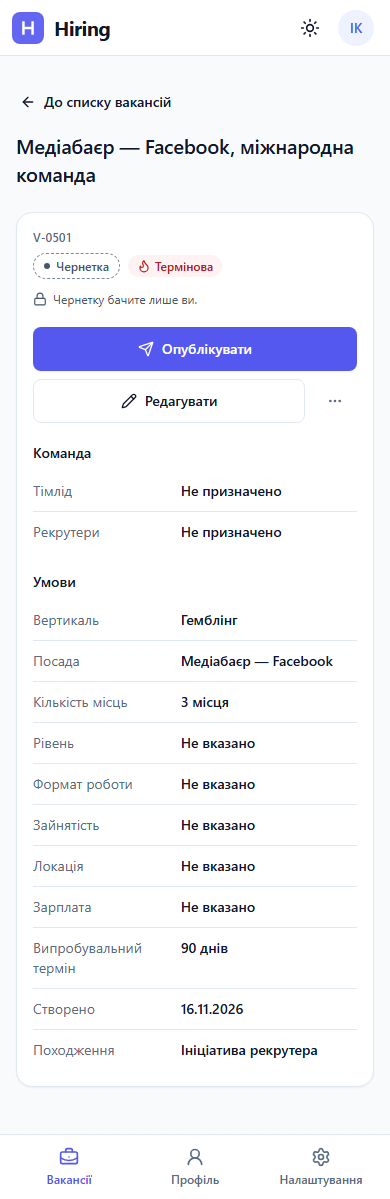 H Hiring
ІК
До списку вакансій
Медіабаєр — Facebook, міжнародна
команда
V-0501
Чернетка
Термінова
Чернетку бачите лише ви.
Опублікувати
Редагувати
Команда
Тімлід Не призначено
Рекрутери Не призначено
Умови
Вертикаль Гемблінг
Посада Медіабаєр — Facebook
Кількість місць 3 місця
Рівень Не вказано
Формат роботи Не вказано
Зайнятість Не вказано
Локація Не вказано
Зарплата Не вказано
Випробувальний 90 днів
термін
Створено 16.11.2026
Походження Ініціатива рекрутера
Вакансії Профіль Налаштування